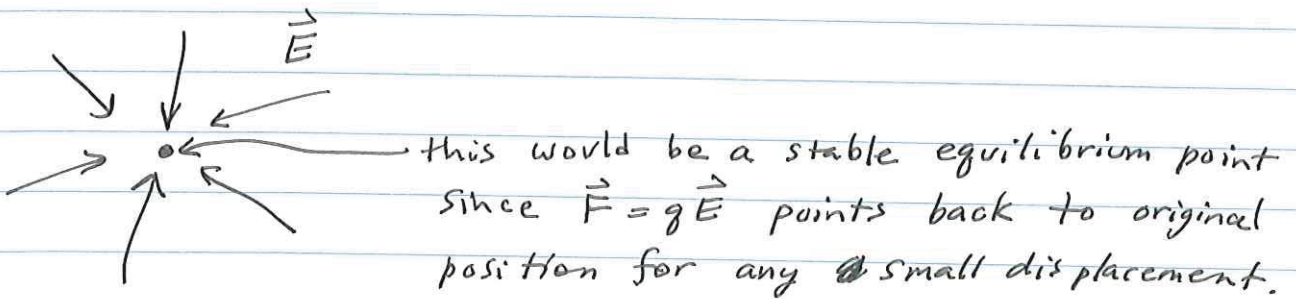 E⃗
this would be a stable equilibrium point
since F⃗ = qE⃗ points back to original
position for any small displacement.